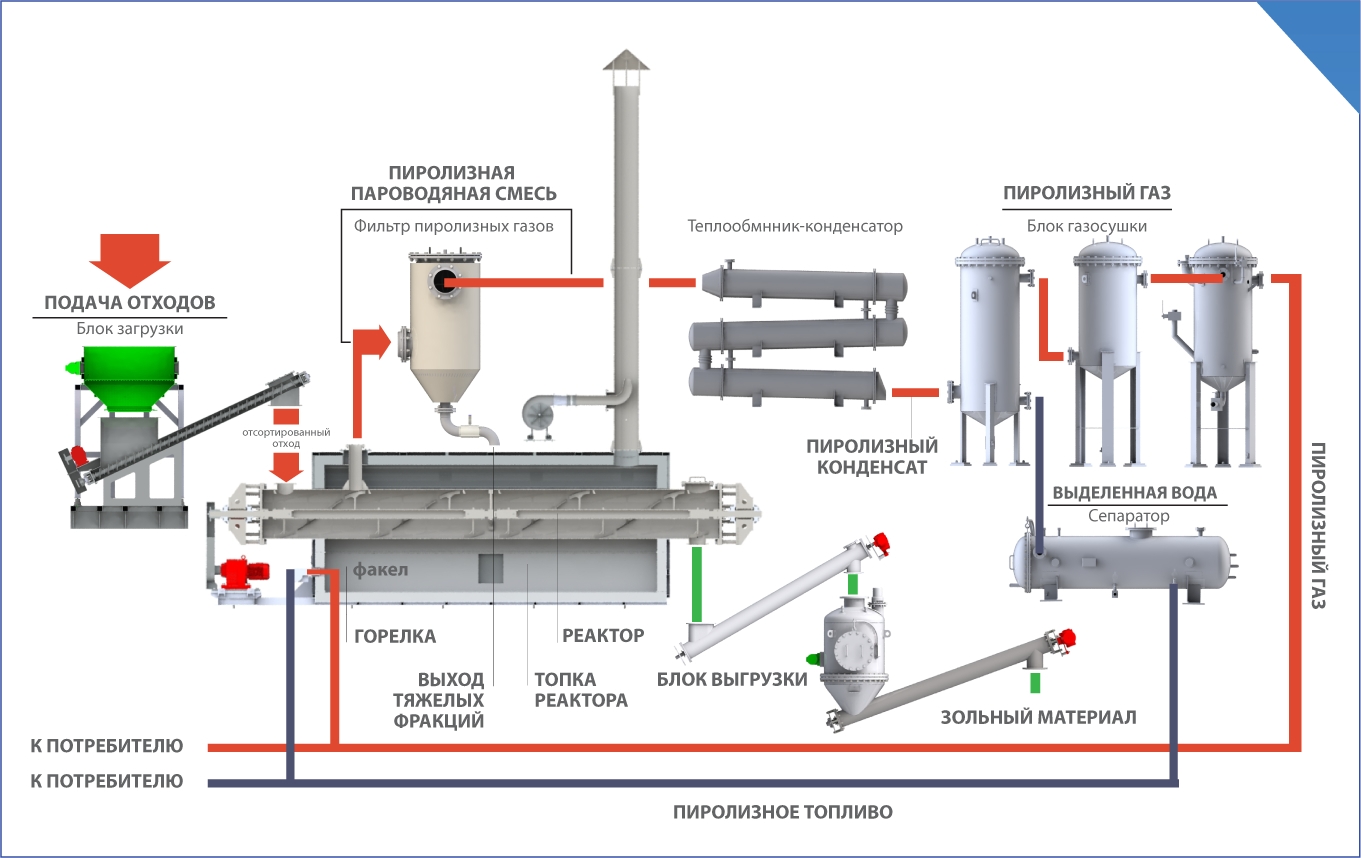 ПИРОЛИЗНАЯ
ПАРОВОДЯНАЯ СМЕСЬ
Фильтр пиролизных газов
Теплообмнник-конденсатор
ПИРОЛИЗНЫЙ ГАЗ
Блок газосушки
ПОДАЧА ОТХОДОВ
Блок загрузки
отсортированный
отход
ПИРОЛИЗНЫЙ
КОНДЕНСАТ
ВЫДЕЛЕННАЯ ВОДА
Сепаратор
ПИРОЛИЗНЫЙ ГАЗ
факел
ГОРЕЛКА
РЕАКТОР
ВЫХОД
ТЯЖЕЛЫХ
ФРАКЦИЙ
ТОПКА
РЕАКТОРА
БЛОК ВЫГРУЗКИ
ЗОЛЬНЫЙ МАТЕРИАЛ
К ПОТРЕБИТЕЛЮ
К ПОТРЕБИТЕЛЮ
ПИРОЛИЗНОЕ ТОПЛИВО